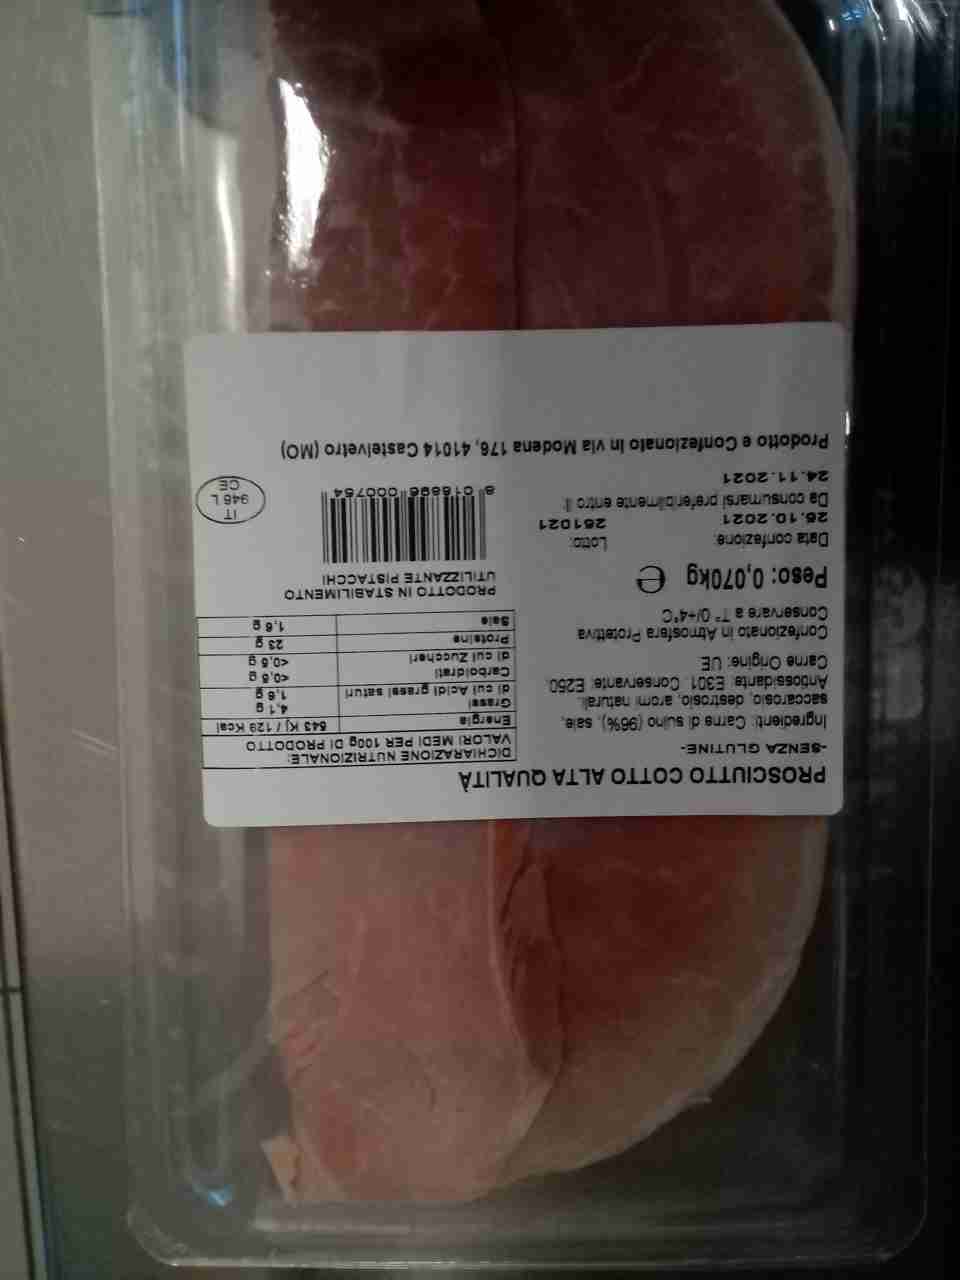 PROSCIUTTO COTTO ALTA QUALITÀ
-SENZA GLUTINE-
Ingredienti: Carne di suino (96%), sale,
saccarosio, destrosio, aromi naturali.
Antiossidante: E301. Conservante: E250.
Carne Origine: UE
Confezionato in Atmosfera Protettiva
Conservare a T° 0/+4°C
Peso: 0,070kg e
Data confezione:
26.10.2021
Lotto:
261021
Da consumarsi preferibilmente entro il:
24.11.2021
DICHIARAZIONE NUTRIZIONALE:
VALORI MEDI PER 100g DI PRODOTTO
Energia 543 Kj / 129 Kcal
Grassi 4,1 g
di cui Acidi grassi saturi 1,6 g
Carboidrati <0,5 g
di cui Zuccheri <0,5 g
Proteine 23 g
Sale 1,8 g
PRODOTTO IN STABILIMENTO
UTILIZZANTE PISTACCHI
8 016896 000754
IT
946 L
CE
Prodotto e Confezionato in via Modena 176, 41014 Castelvetro (MO)